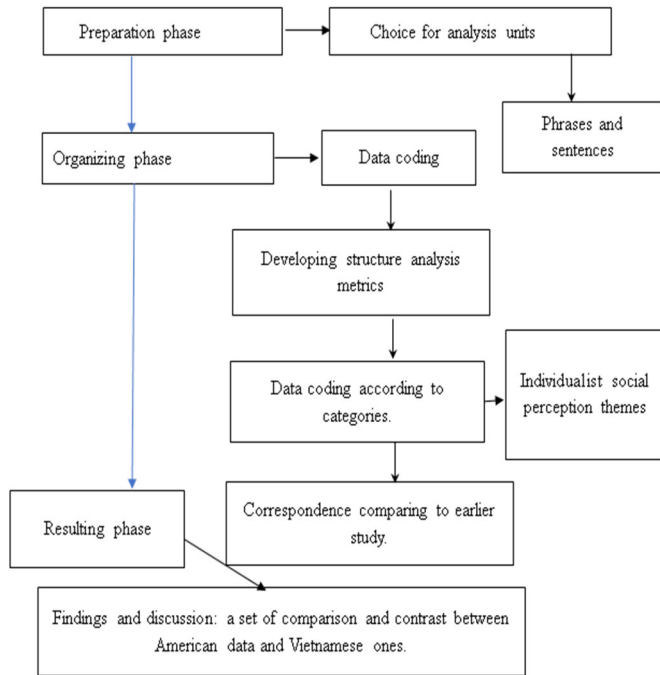 Preparation phase
Choice for analysis units
Phrases and
sentences
Organizing phase
Data coding
Developing structure analysis
metrics
Data coding according to
categories.
Individualist social
perception themes
Correspondence comparing to earlier
study.
Resulting phase
Findings and discussion: a set of comparison and contrast between
American data and Vietnamese ones.